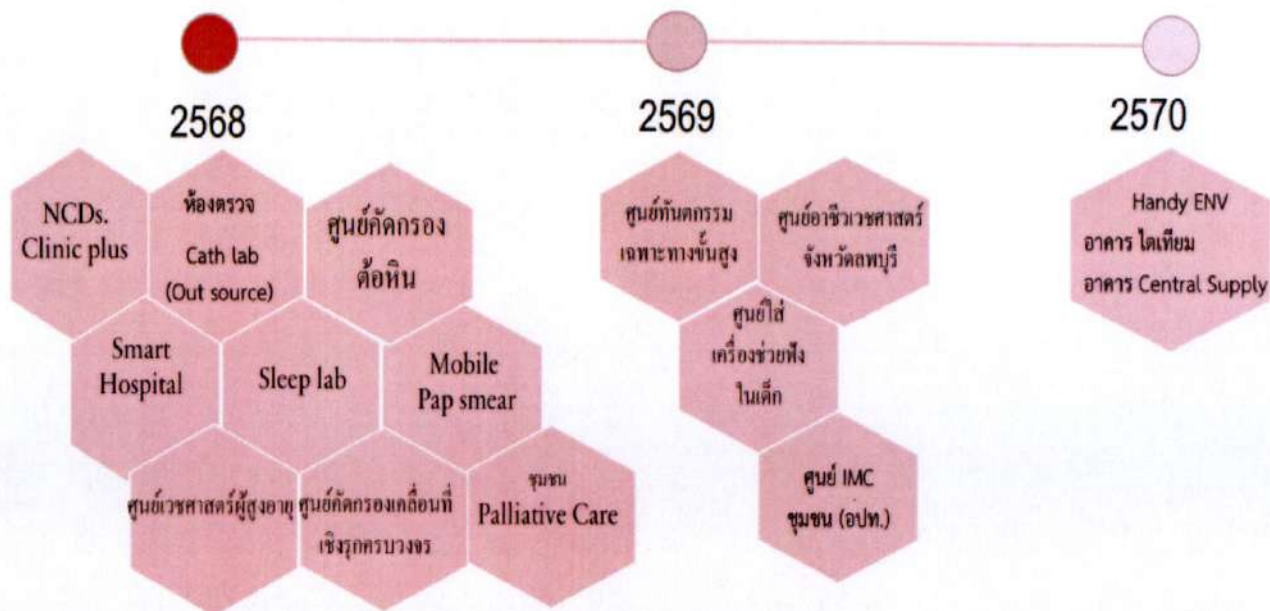 2568
2569
2570
NCDs.
Clinic plus
ห้องตรวจ
Cath lab
(Out source)
ศูนย์คัดกรอง
ต้อหิน
Smart
Hospital
Sleep lab
Mobile
Pap smear
ศูนย์เวชศาสตร์ผู้สูงอายุ
ศูนย์คัดกรองเคลื่อนที่
เชิงรุกครบวงจร
ชุมชน
Palliative Care
ศูนย์ทันตกรรม
เฉพาะทางขั้นสูง
ศูนย์อาชีวเวชศาสตร์
จังหวัดลพบุรี
ศูนย์ใส่
เครื่องช่วยฟัง
ในเด็ก
ศูนย์ IMC
ชุมชน (อปท.)
Handy ENV
อาคาร ไตเทียม
อาคาร Central Supply